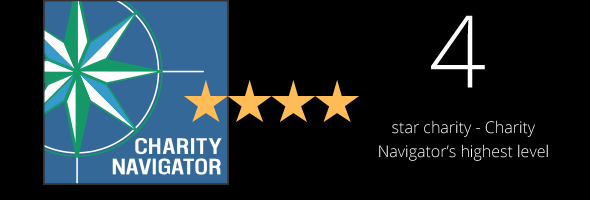 CHARITY
NAVIGATOR
4
star charity - Charity
Navigator's highest level